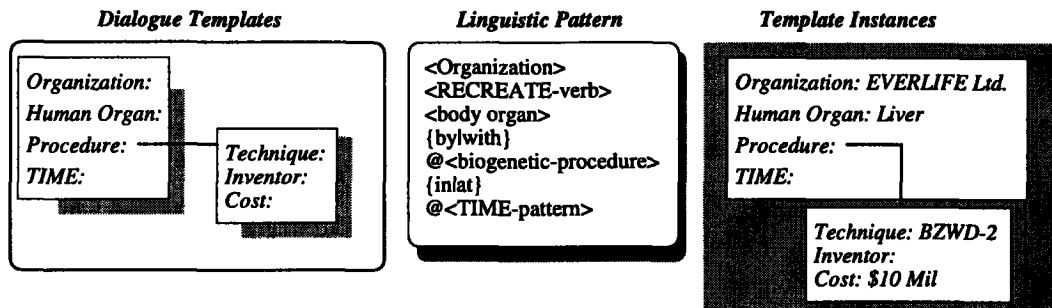 Dialogue Templates
Organization:
Human Organ:
Procedure:
TIME:
Technique:
Inventor:
Cost:
Linguistic Pattern
<Organization>
<RECREATE-verb>
<body organ>
{by|with}
@<biogenetic-procedure>
{in|at}
@<TIME-pattern>
Template Instances
Organization: EVERLIFE Ltd.
Human Organ: Liver
Procedure:
TIME:
Technique: BZWD-2
Inventor:
Cost: $10 Mil